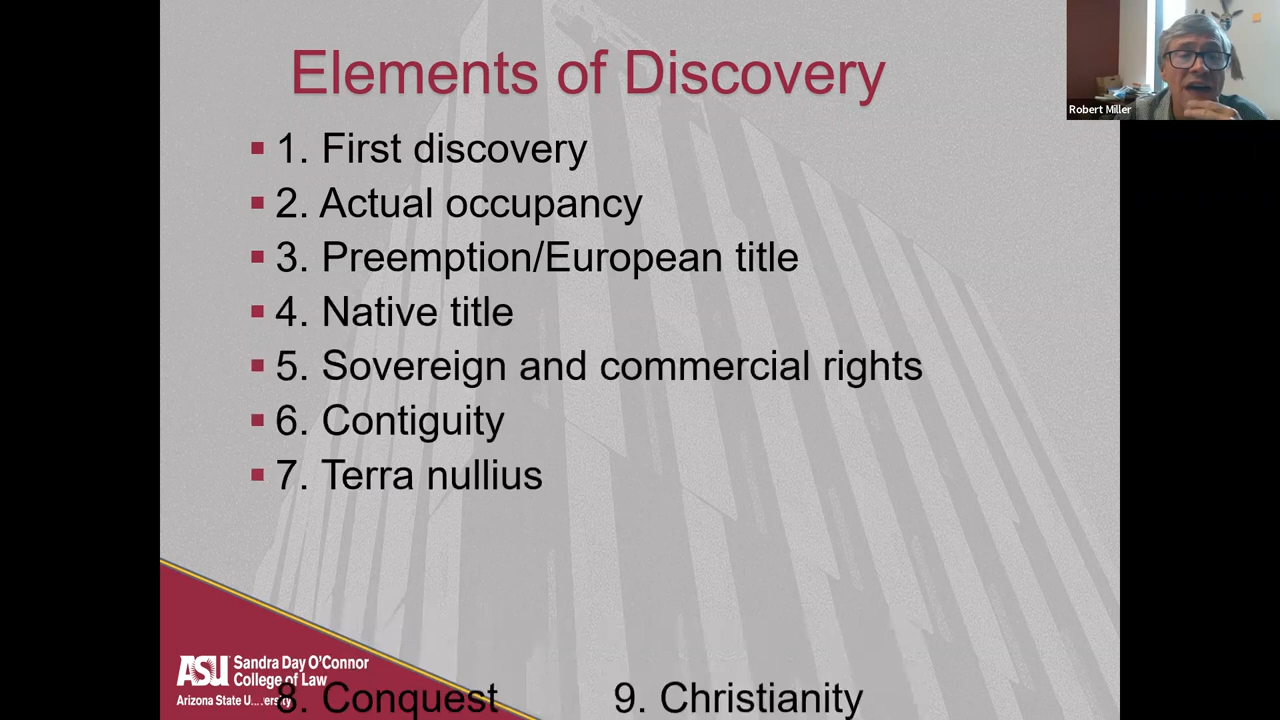 Elements of Discovery
Robert Miller
1. First discovery
2. Actual occupancy
3. Preemption/European title
4. Native title
5. Sovereign and commercial rights
6. Contiguity
7. Terra nullius
ASU Sandra Day O'Connor
College of Law
Arizona State
8. Conquest 9. Christianity